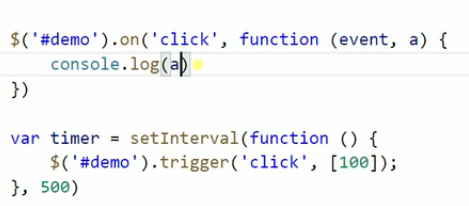 $('#demo').on('click', function (event, a) {
    console.log(a)
})
var timer = setInterval(function () {
    $('#demo').trigger('click', [100]);
}, 500)